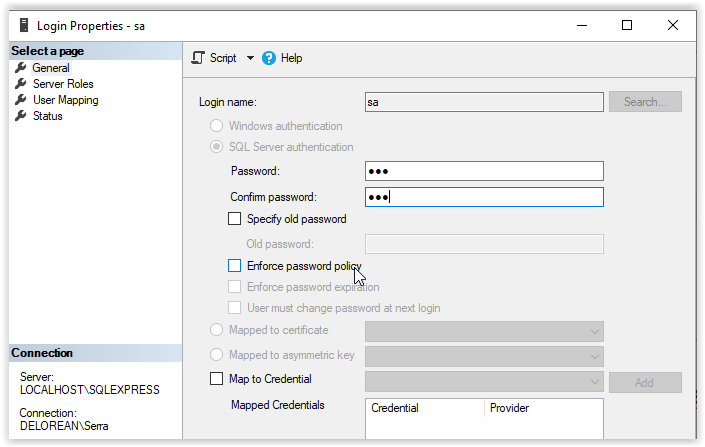 Login Properties - sa
Select a page
General
Server Roles
User Mapping
Status
Script
Help
Login name:
sa
Search...
Windows authentication
SQL Server authentication
Password:
●●●
Confirm password:
●●●
Specify old password
Old password:
Enforce password policy
Enforce password expiration
User must change password at next login
Mapped to certificate
Mapped to asymmetric key
Map to Credential
Add
Mapped Credentials
Credential
Provider
Connection
Server:
LOCALHOST\SQLEXPRESS
Connection:
DELOREAN\Serra